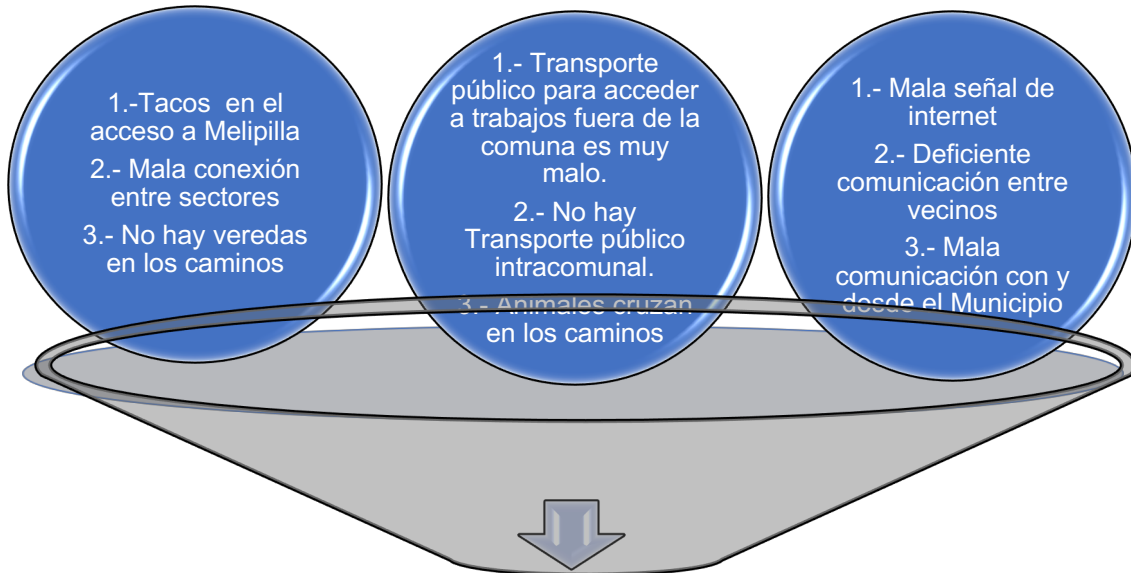 1.-Tacos en el
acceso a Melipilla
2.- Mala conexión
entre sectores
3.- No hay veredas
en los caminos
1.- Transporte
público para acceder
a trabajos fuera de la
comuna es muy
malo.
2.- No hay
Transporte público
intracomunal.
3.- Animales cruzan
en los caminos
1.- Mala señal de
internet
2.- Deficiente
comunicación entre
vecinos
3.- Mala
comunicación con y
desde el Municipio